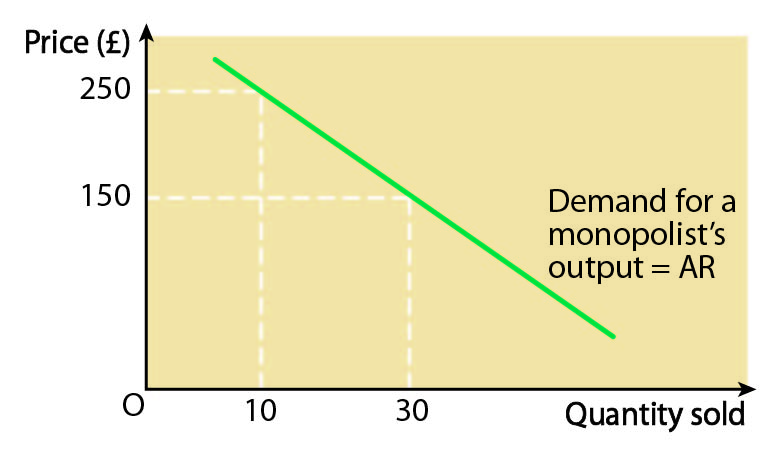 Price (£)
250
150
Demand for a
monopolist's
output = AR
O
10
30
Quantity sold